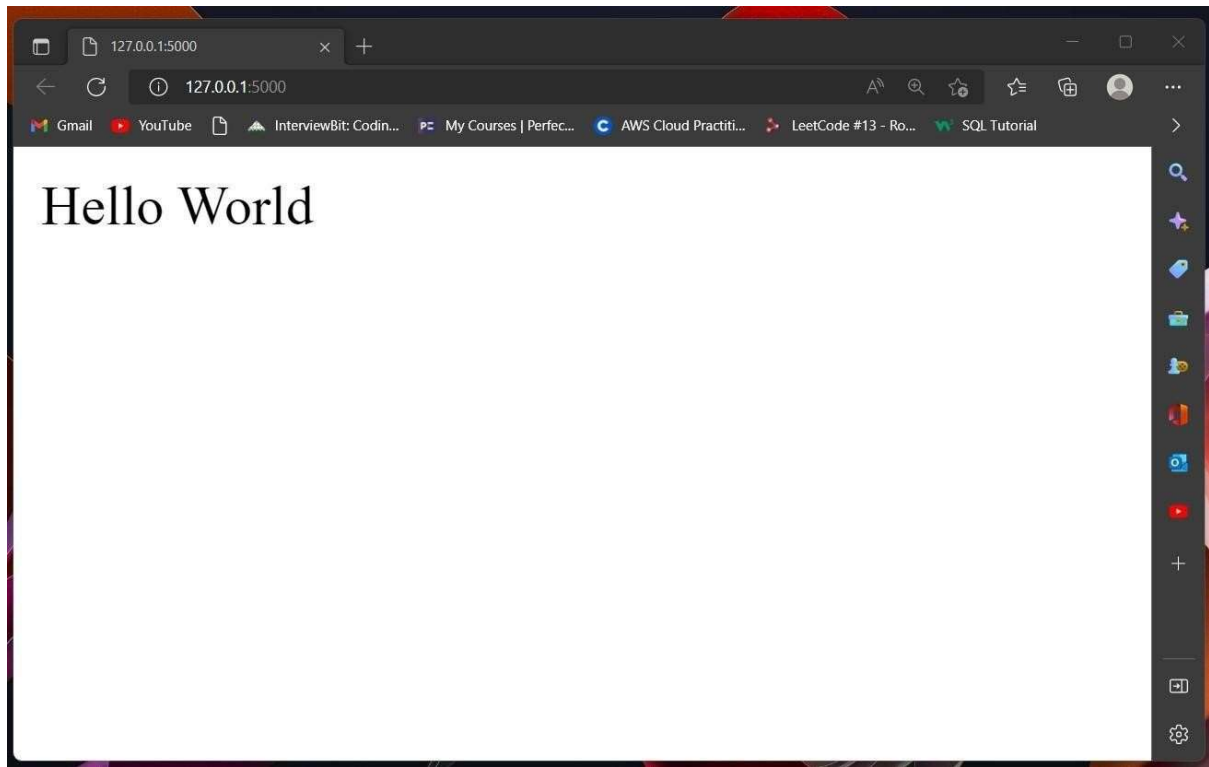 127.0.0.1:5000
127.0.0.1:5000
Gmail YouTube InterviewBit: Codin... My Courses | Perfec... AWS Cloud Practiti... LeetCode #13 - Ro... SQL Tutorial
Hello World